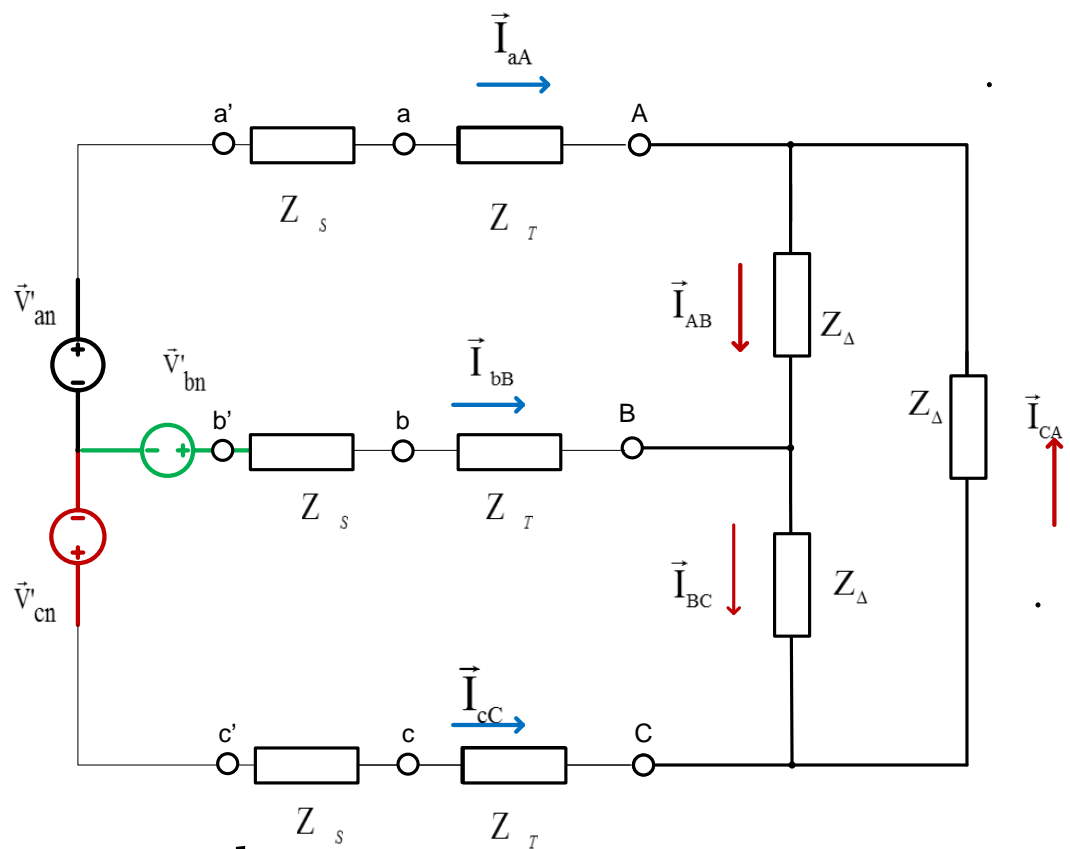 I⃗aA
a'
a
A
Z S
Z T
V⃗'an
I⃗AB
ZΔ
V⃗'bn
I⃗ bB
ZΔ
I⃗CA
b'
b
B
Z S
Z T
I⃗BC
ZΔ
V⃗'cn
I⃗cC
c'
c
C
Z S
Z T